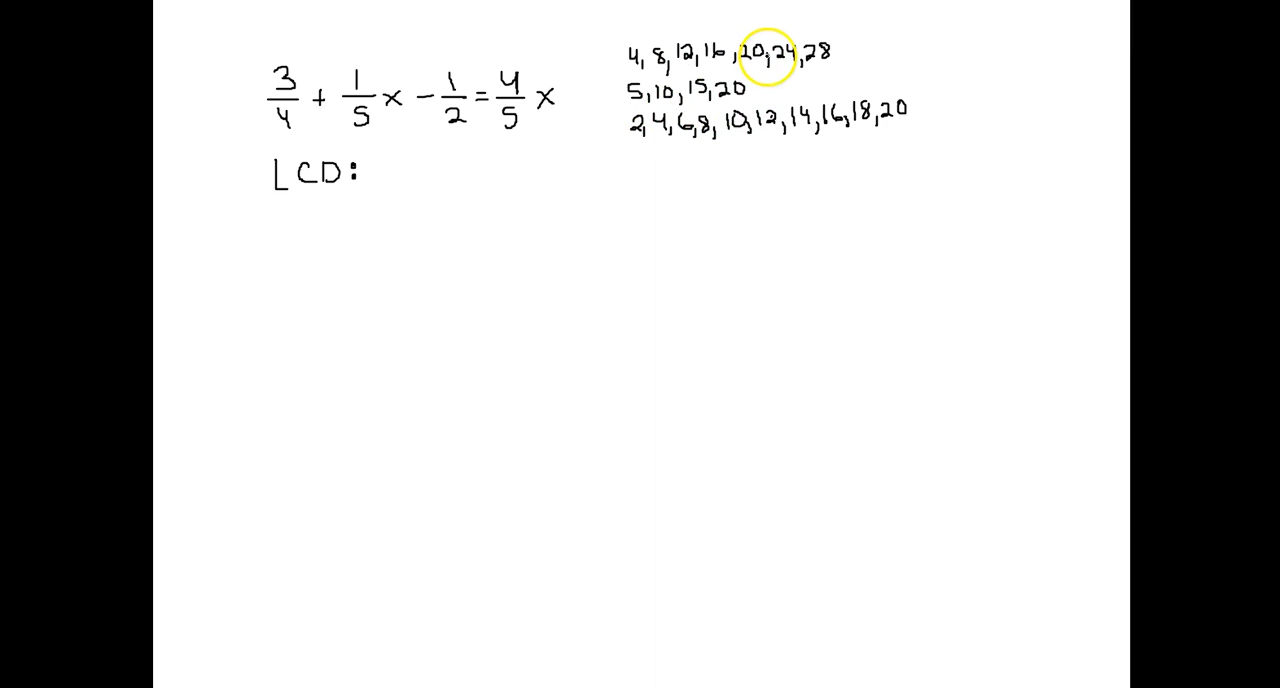 3/4 + 1/5 x - 1/2 = 4/5 x
LCD:
4, 8, 12, 16, 20, 24, 28
5, 10, 15, 20
2, 4, 6, 8, 10, 12, 14, 16, 18, 20